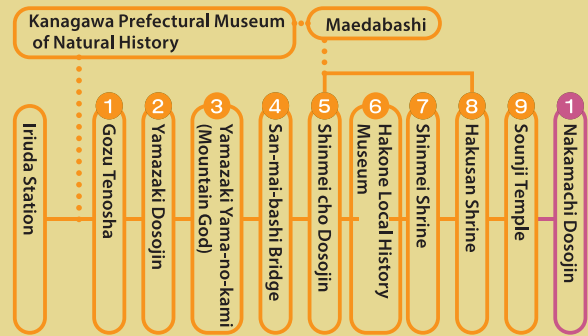 Kanagawa Prefectural Museum
of Natural History
Maedabashi
Iriuda Station
1
Gozu Tenosha
2
Yamazaki Dosojin
3
Yamazaki Yama-no-kami
(Mountain God)
4
San-mai-bashi Bridge
5
Shinmei cho Dosojin
6
Hakone Local History
Museum
7
Shinmei Shrine
8
Hakusan Shrine
9
Sounji Temple
1
Nakamachi Dosojin